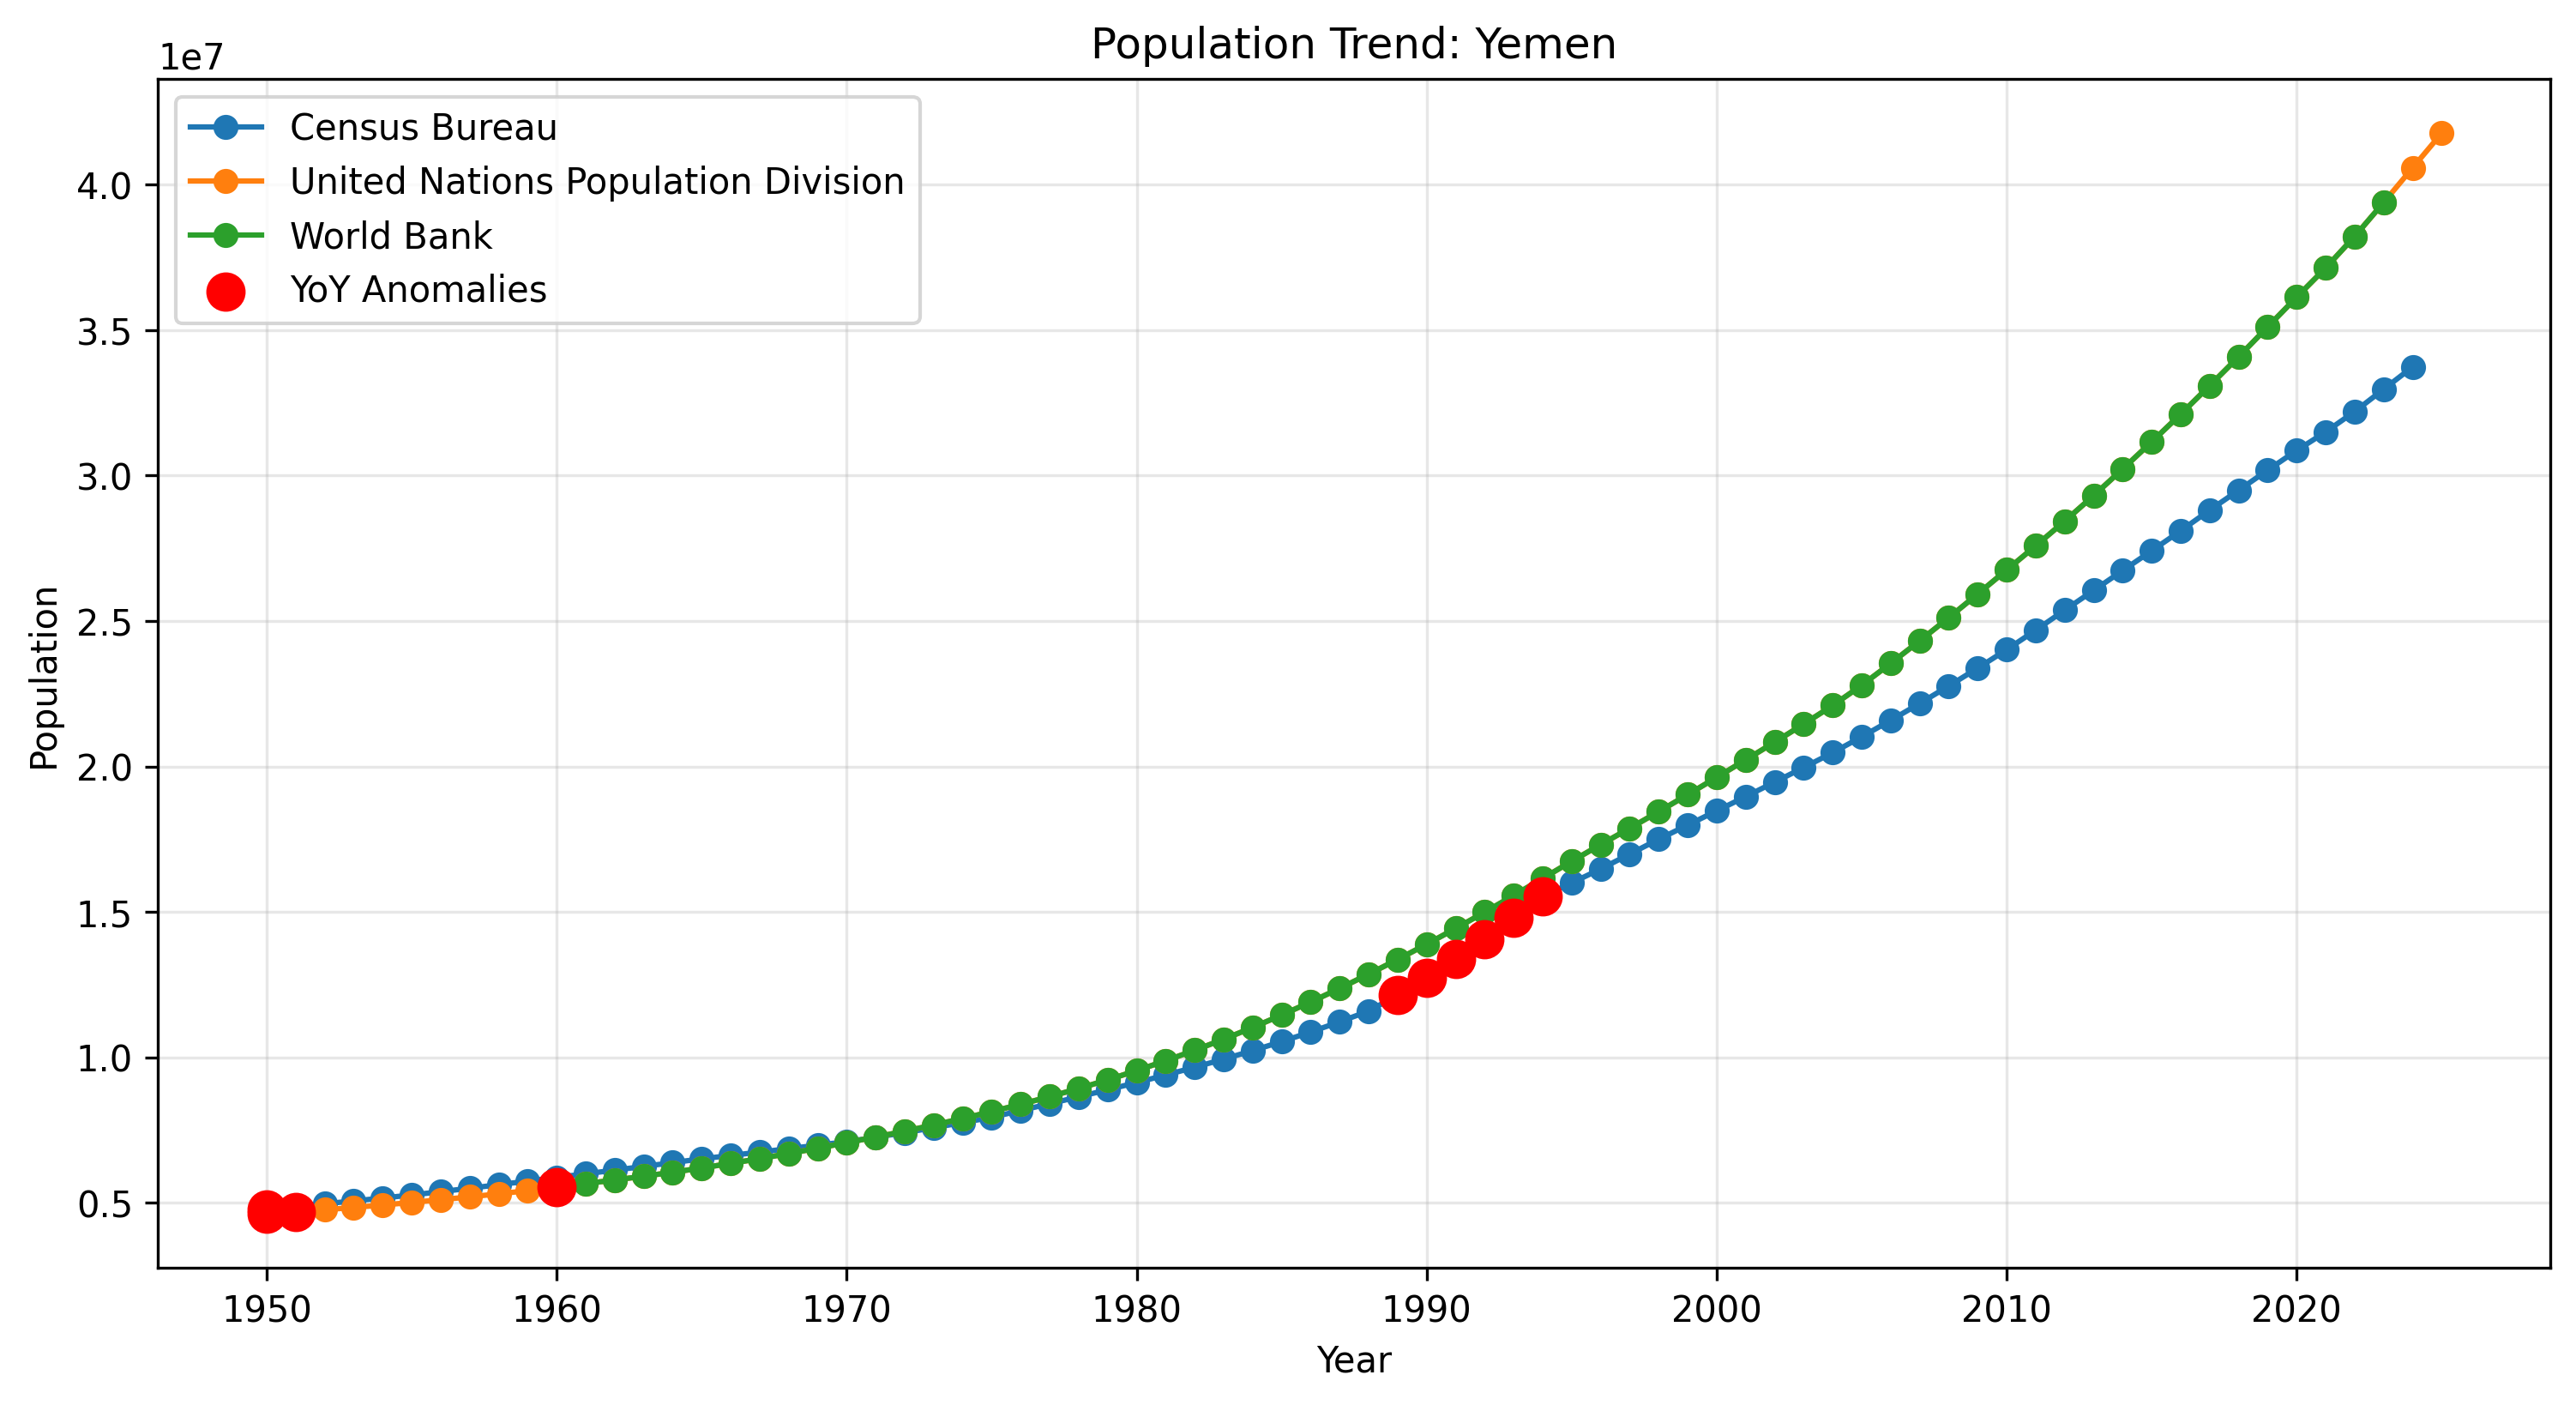 Population Trend: Yemen
1e7
Census Bureau
United Nations Population Division
World Bank
YoY Anomalies
4.0
3.5
3.0
2.5
2.0
1.5
1.0
0.5
Population
1950 1960 1970 1980 1990 2000 2010 2020
Year